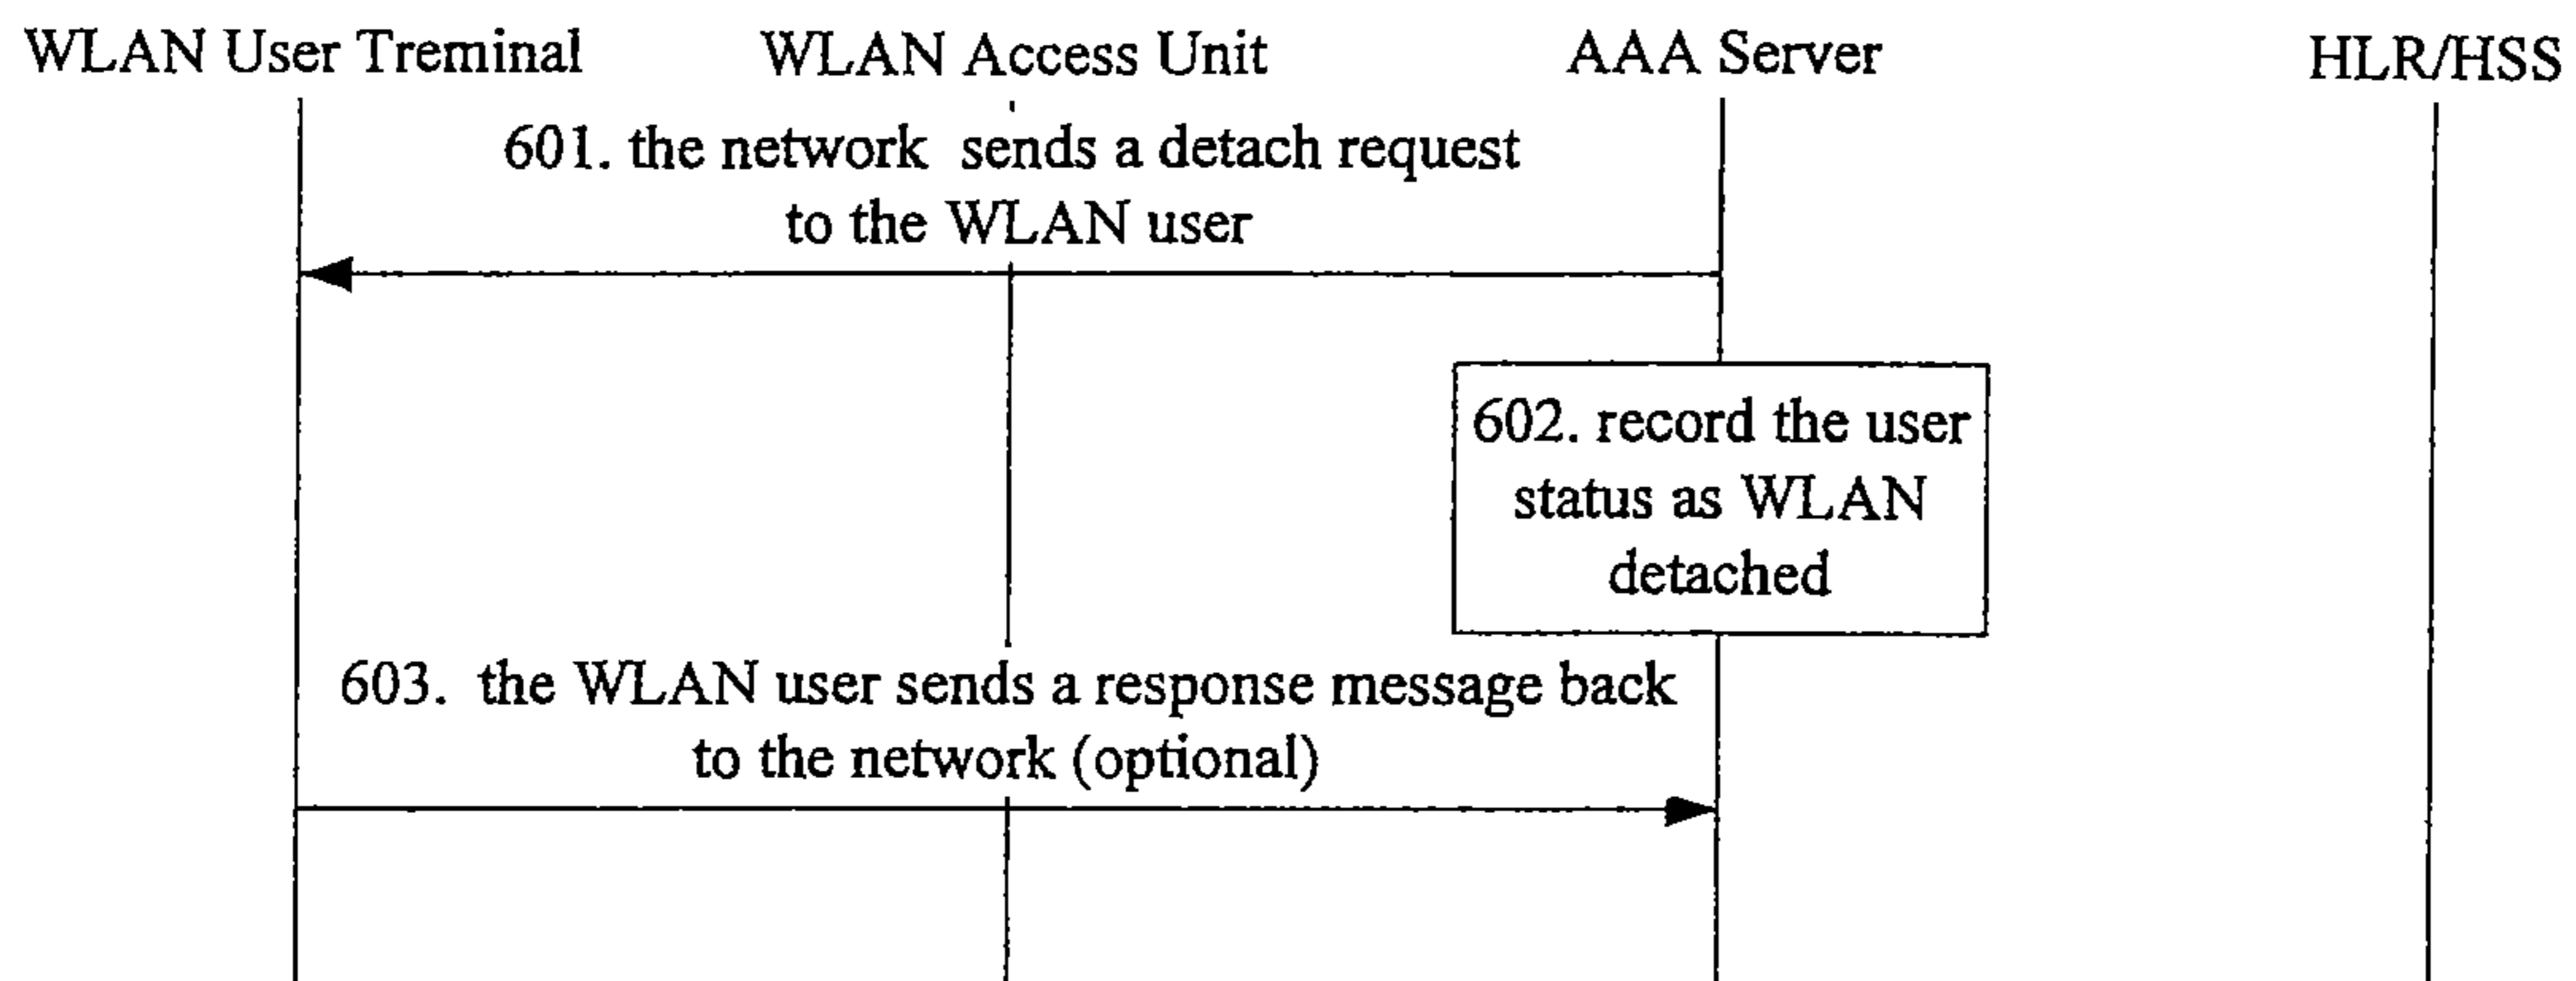 WLAN User Treminal
WLAN Access Unit
AAA Server
HLR/HSS
601. the network sends a detach request
to the WLAN user
602. record the user
status as WLAN
detached
603. the WLAN user sends a response message back
to the network (optional)